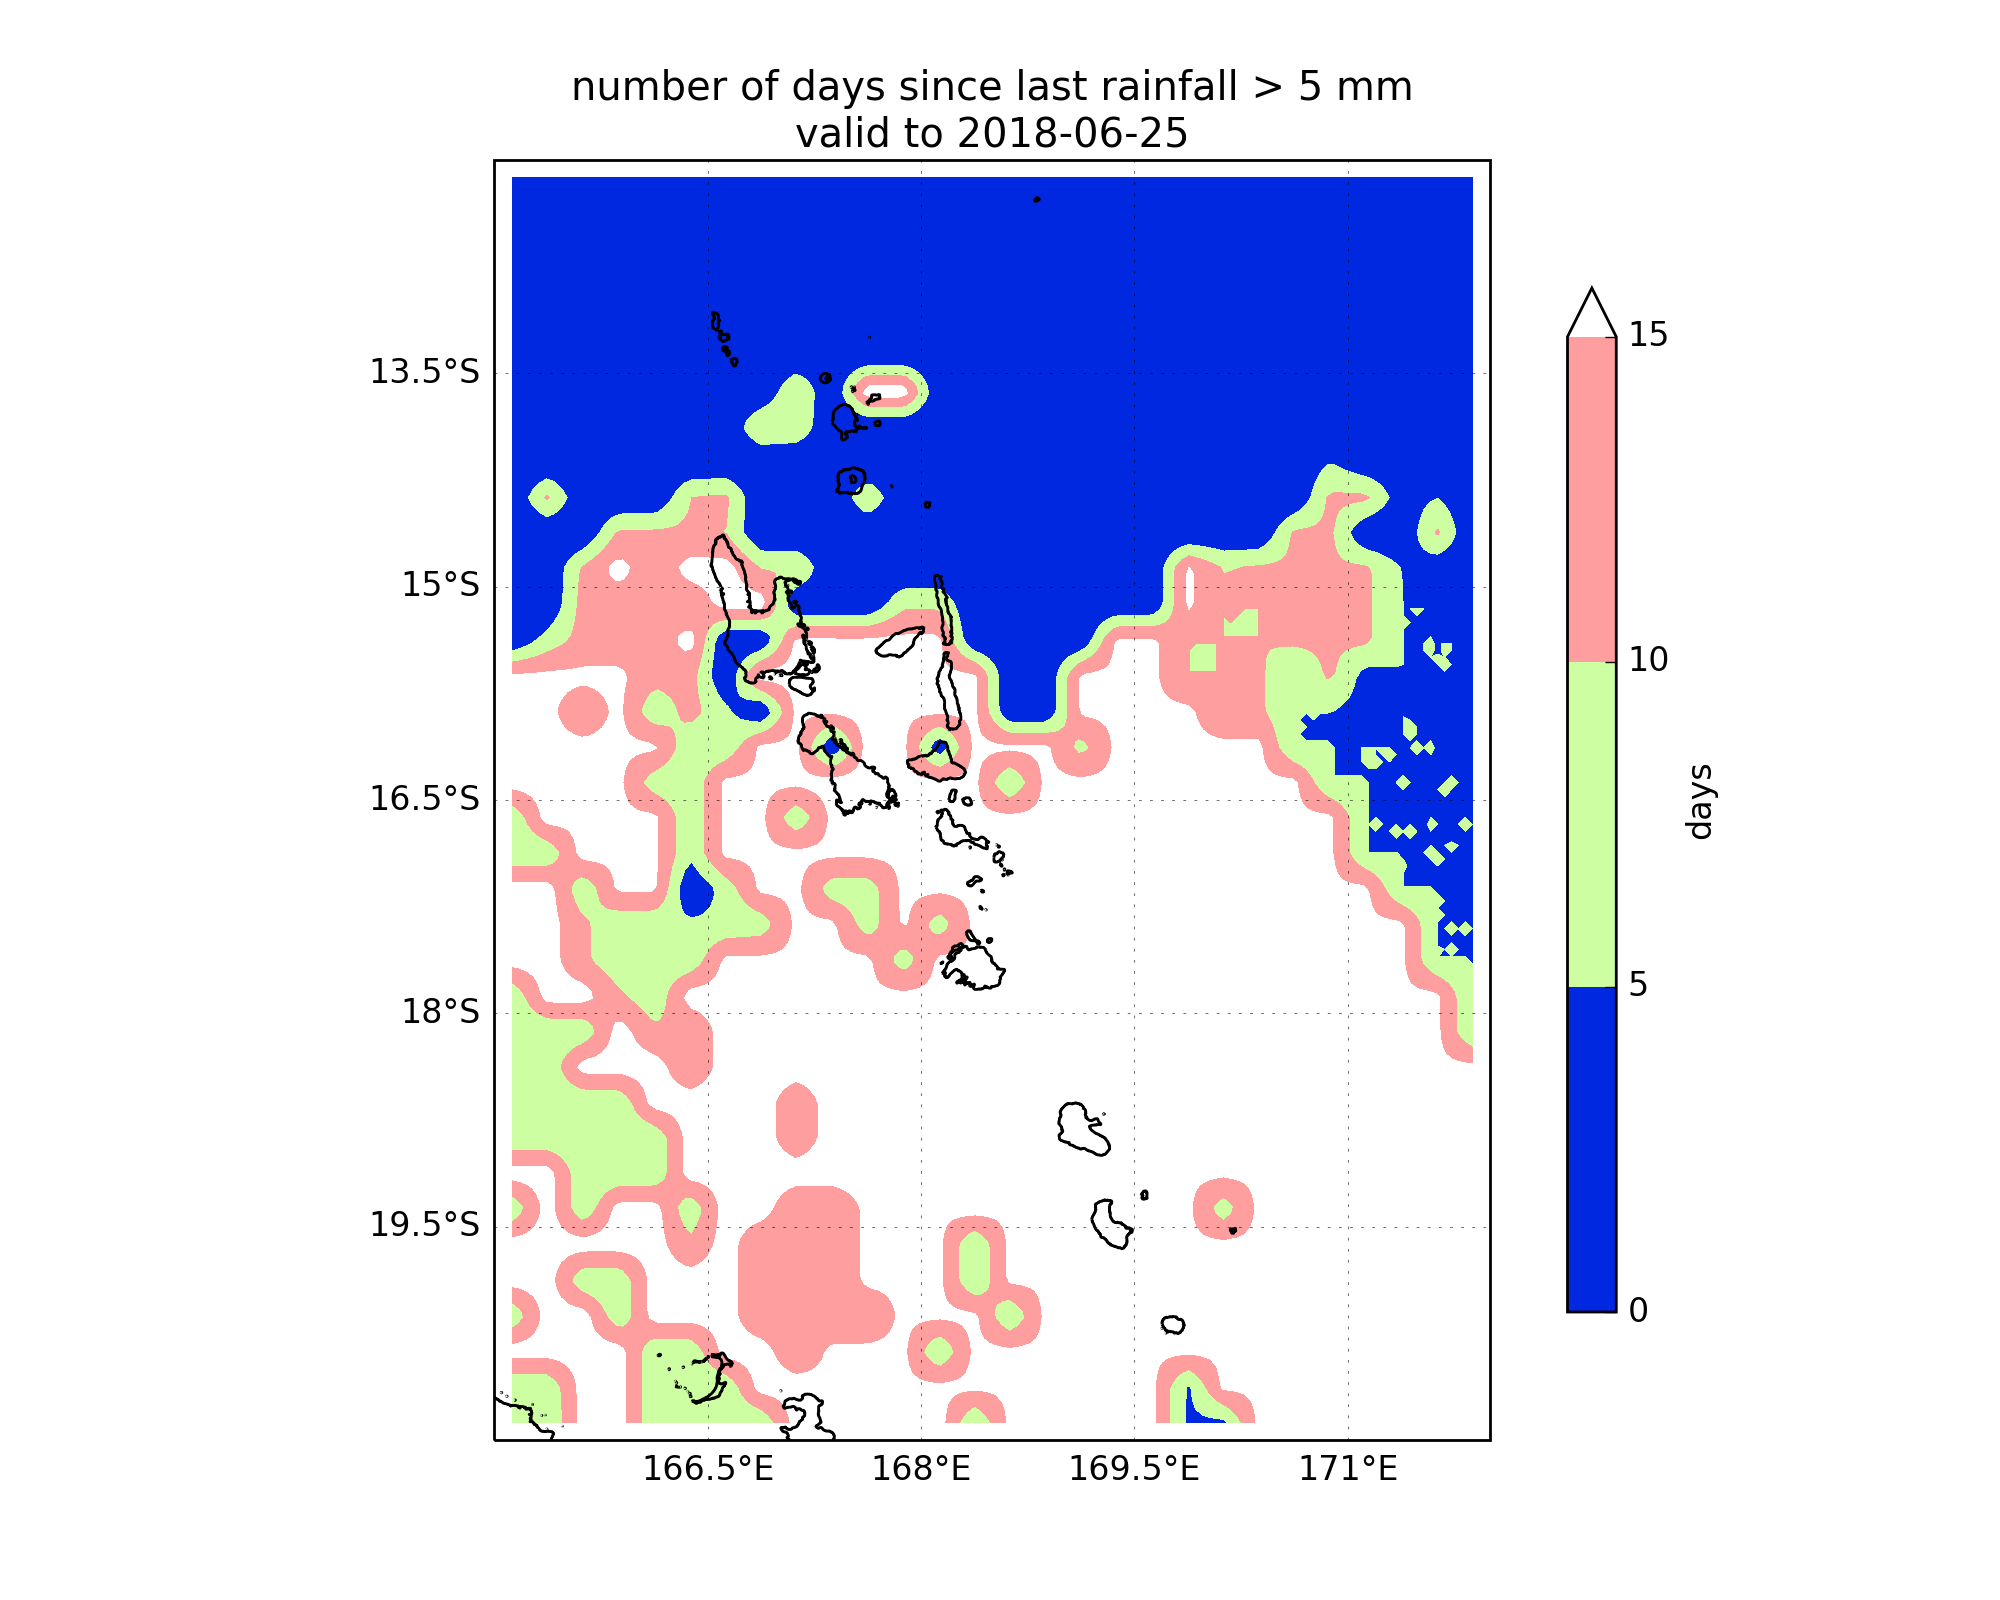 number of days since last rainfall > 5 mm
valid to 2018-06-25
13.5°S
15°S
16.5°S
18°S
19.5°S
166.5°E
168°E
169.5°E
171°E
15
10
5
0
days